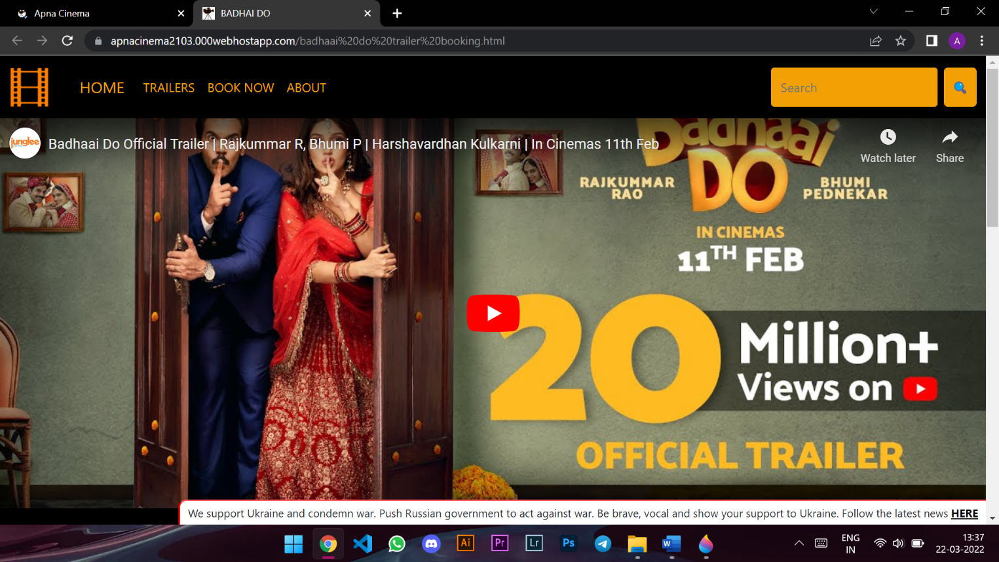 Apna Cinema
BADHAI DO
apnacinema2103.000webhostapp.com/badhaai%20do%20trailer%20booking.html
A
HOME TRAILERS BOOK NOW ABOUT
Search
junglee
Badhaai Do Official Trailer | Rajkummar R, Bhumi P | Harshavardhan Kulkarni | In Cinemas 11th Feb
Watch later
Share
Badhaai
DO
RAJKUMMAR
RAO
BHUMI
PEDNEKAR
IN CINEMAS
11TH FEB
20 Million+
Views on
OFFICIAL TRAILER
We support Ukraine and condemn war. Push Russian government to act against war. Be brave, vocal and show your support to Ukraine. Follow the latest news HERE
Ai Pr Lr Ps W
ENG
IN
13:37
22-03-2022